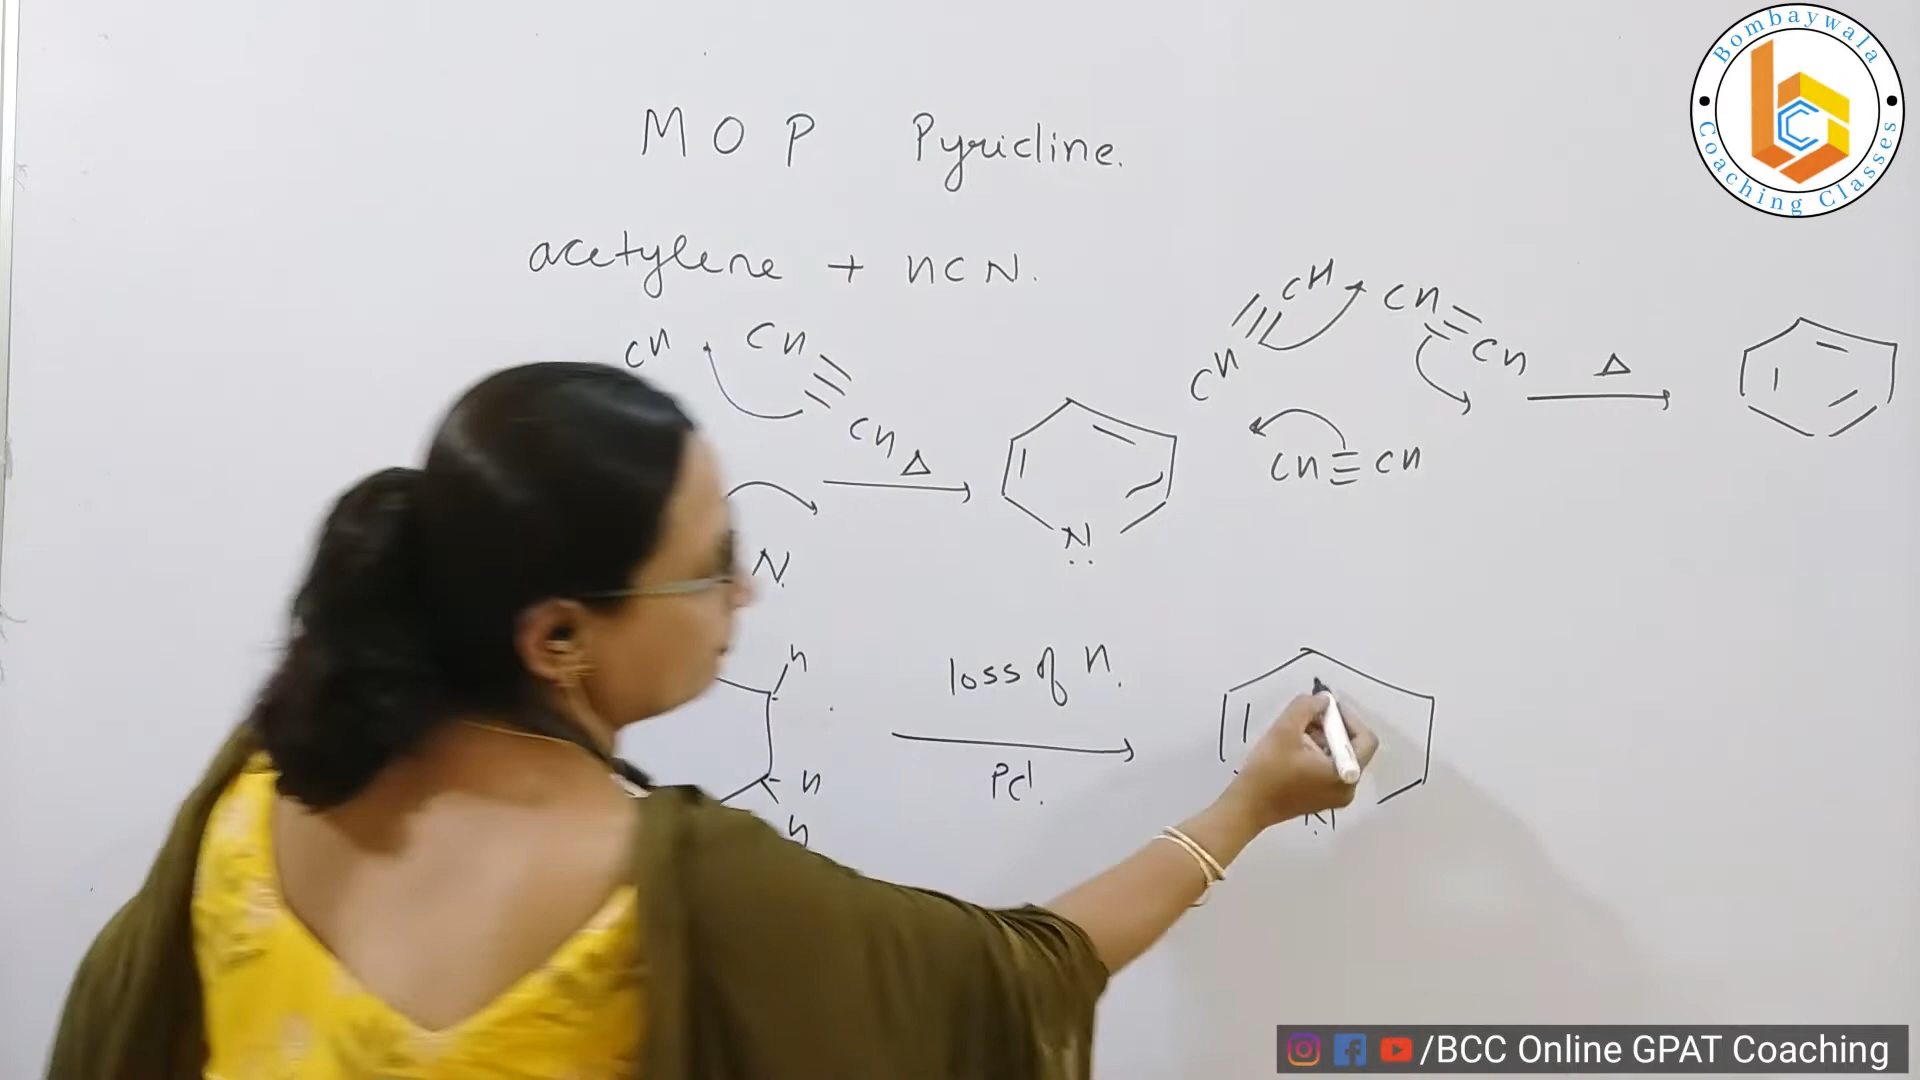 M O P Pyridine.
acetylene + HCN.
CH CH
CH
Δ
N
N
CH CH
CH CH
CH ≡ CH
Δ
H
H
H
loss of H.
Pd.
N
Bombaywala
Coaching Classes
/BCC Online GPAT Coaching